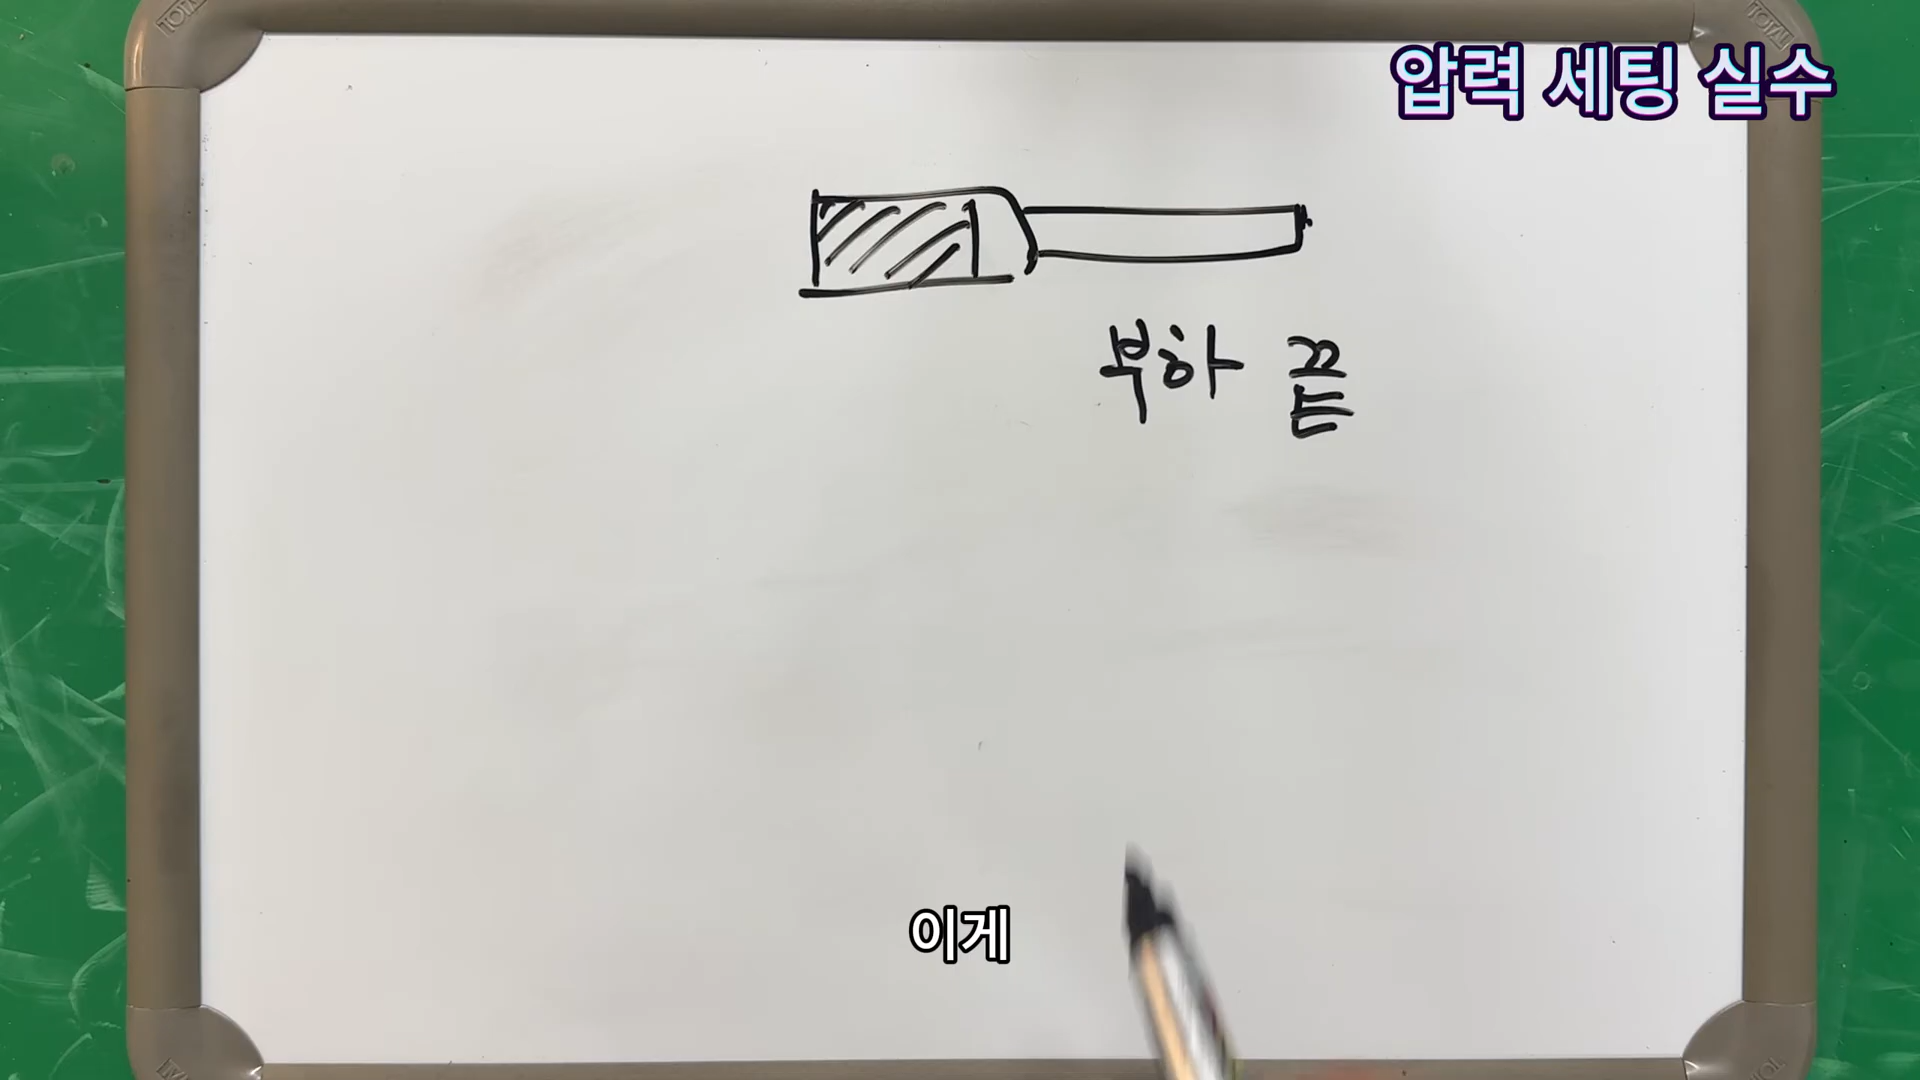 압력 세팅 실수
부하 끝
이게